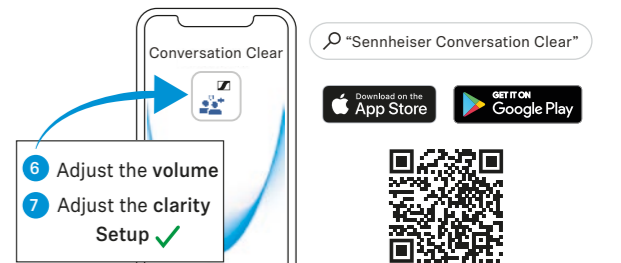 Conversation Clear
6 Adjust the volume
7 Adjust the clarity
Setup
"Sennheiser Conversation Clear"
Download on the
App Store
GET IT ON
Google Play